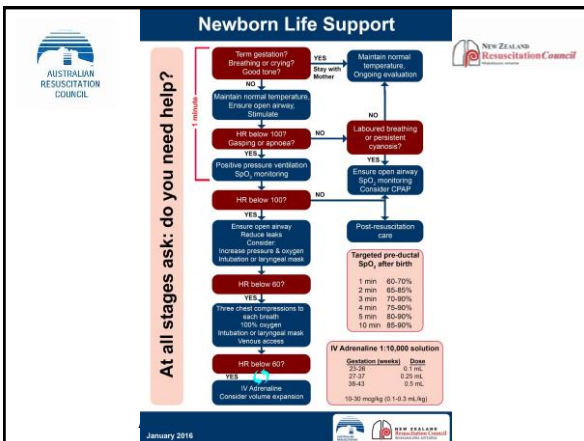 Newborn Life Support
AUSTRALIAN
RESUSCITATION
COUNCIL
NEW ZEALAND
Resuscitation Council
At all stages ask: do you need help?
1 minute
Term gestation?
Breathing or crying?
Good tone?
YES
Stay with
Mother
Maintain normal
temperature,
Ongoing evaluation
NO
Maintain normal temperature,
Ensure open airway,
Stimulate
HR below 100?
Gasping or apnoea?
NO
Laboured breathing
or persistent
cyanosis?
NO
YES
YES
Positive pressure ventilation
SpO2 monitoring
Ensure open airway
SpO2 monitoring
Consider CPAP
HR below 100?
NO
YES
Ensure open airway
Reduce leaks
Consider:
Increase pressure & oxygen
Intubation or laryngeal mask
Post-resuscitation
care
HR below 60?
YES
Three chest compressions to
each breath
100% oxygen
Intubation or laryngeal mask
Venous access
HR below 60?
YES
IV Adrenaline
Consider volume expansion
Targeted pre-ductal
SpO2 after birth
1 min 60-70%
2 min 65-85%
3 min 70-90%
4 min 75-90%
5 min 80-90%
10 min 85-90%
IV Adrenaline 1:10,000 solution
Gestation (weeks) Dose
23-26 0.1 mL
27-37 0.25 mL
38-43 0.5 mL
10-30 mcg/kg (0.1-0.3 mL/kg)
January 2016
NEW ZEALAND
Resuscitation Council